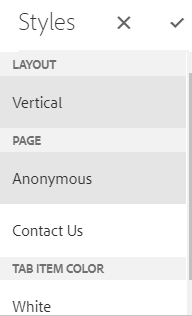 Styles
LAYOUT
Vertical
PAGE
Anonymous
Contact Us
TAB ITEM COLOR
White